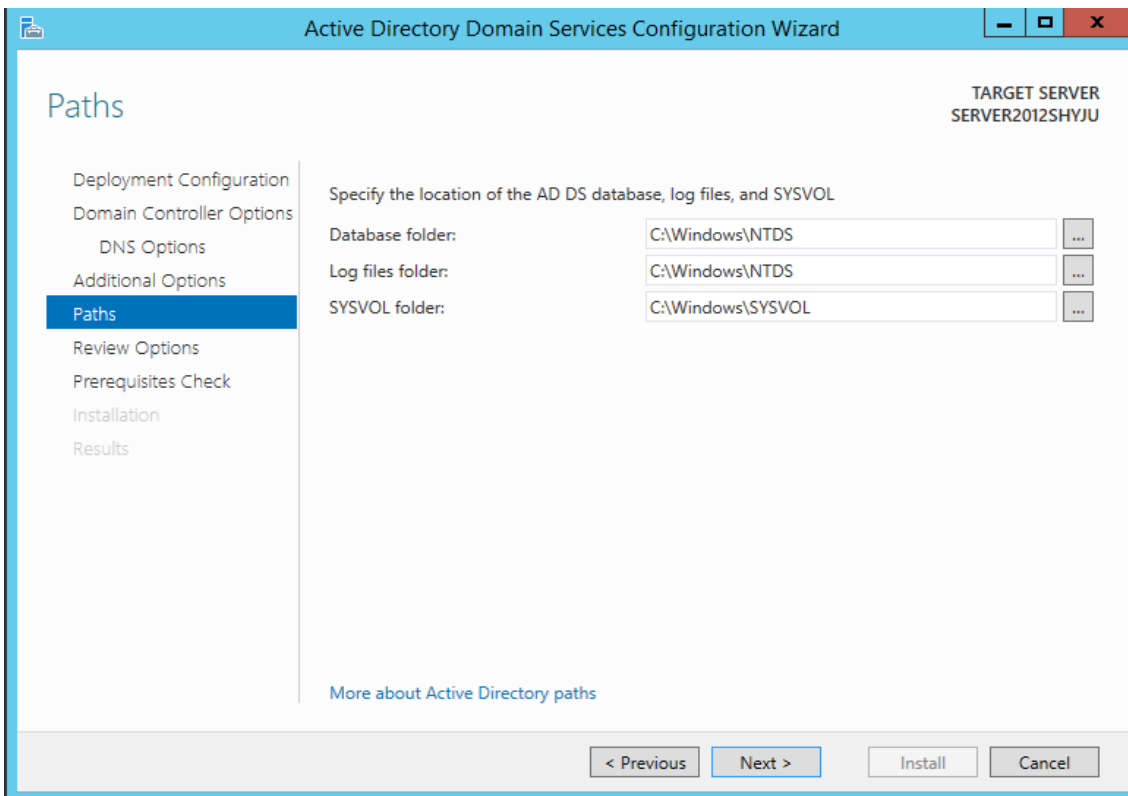 Active Directory Domain Services Configuration Wizard
Paths
TARGET SERVER
SERVER2012SHYJU
Deployment Configuration
Domain Controller Options
DNS Options
Additional Options
Paths
Review Options
Prerequisites Check
Installation
Results
Specify the location of the AD DS database, log files, and SYSVOL
Database folder: C:\Windows\NTDS ...
Log files folder: C:\Windows\NTDS ...
SYSVOL folder: C:\Windows\SYSVOL ...
More about Active Directory paths
< Previous Next > Install Cancel